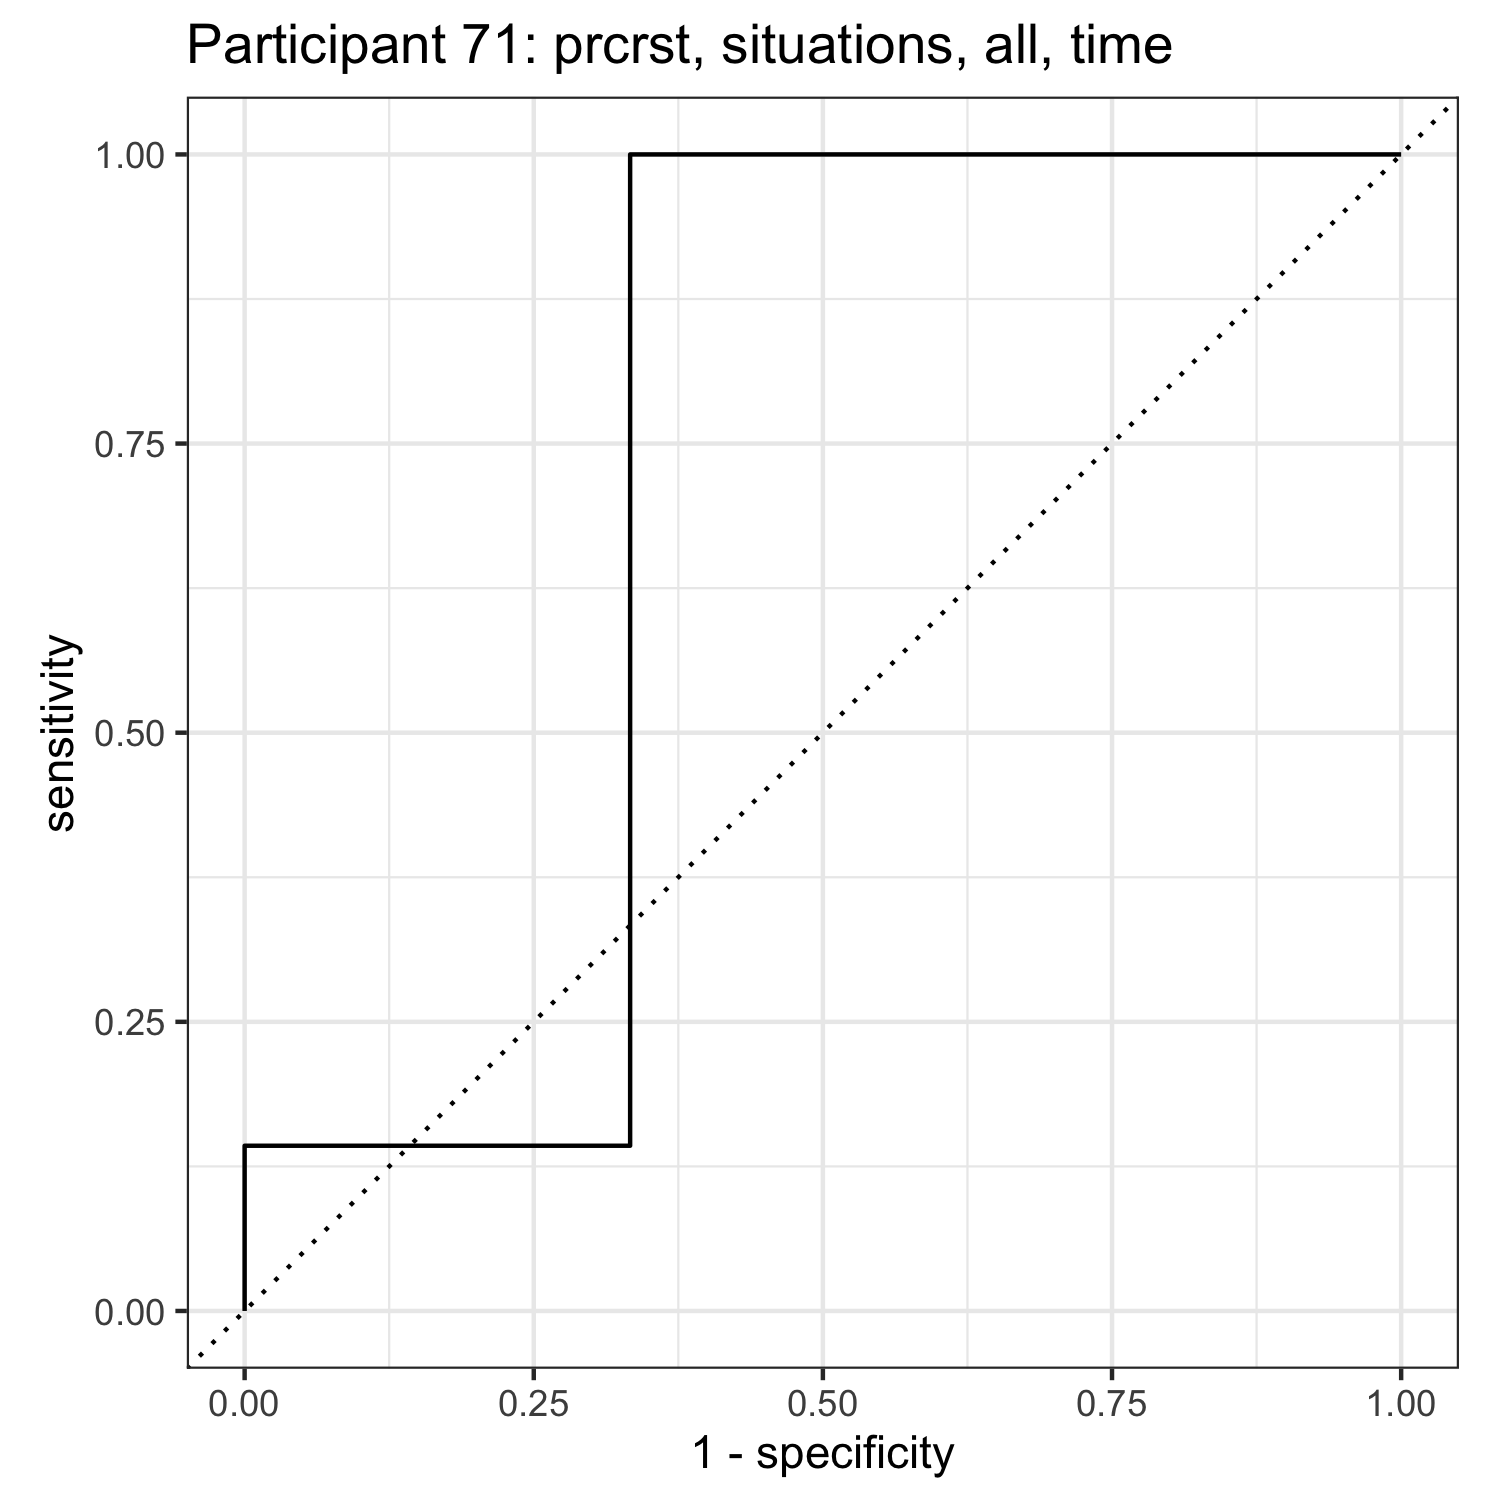 Participant 71: prcrst, situations, all, time
1.00
0.75
0.50
0.25
0.00
sensitivity
0.00 0.25 0.50 0.75 1.00
1 - specificity